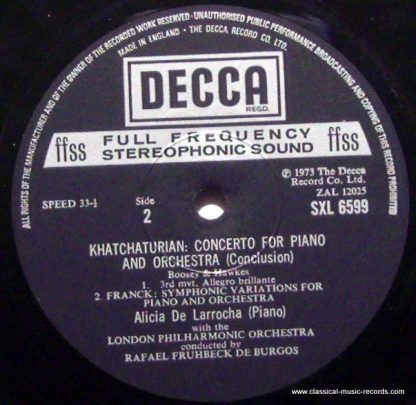 ALL RIGHTS OF THE MANUFACTURER AND OF THE OWNER OF THE RECORDED WORK RESERVED · UNAUTHORISED PUBLIC PERFORMANCE BROADCASTING AND COPYING OF THIS RECORD PROHIBITED
MADE IN ENGLAND · THE DECCA RECORD CO. LTD.
DECCA
REGD.
ffss FULL FREQUENCY ffss
STEREOPHONIC SOUND
℗ 1973 The Decca
Record Co. Ltd.
ZAL 12025
SPEED 33-⅓ Side
2
SXL 6599
KHATCHATURIAN: CONCERTO FOR PIANO
AND ORCHESTRA (Conclusion)
Boosey & Hawkes
1. 3rd mvt. Allegro brillante
2. FRANCK: SYMPHONIC VARIATIONS FOR
PIANO AND ORCHESTRA
Alicia De Larrocha (Piano)
with the
LONDON PHILHARMONIC ORCHESTRA
conducted by
RAFAEL FRUHBECK DE BURGOS
www.classical-music-records.com